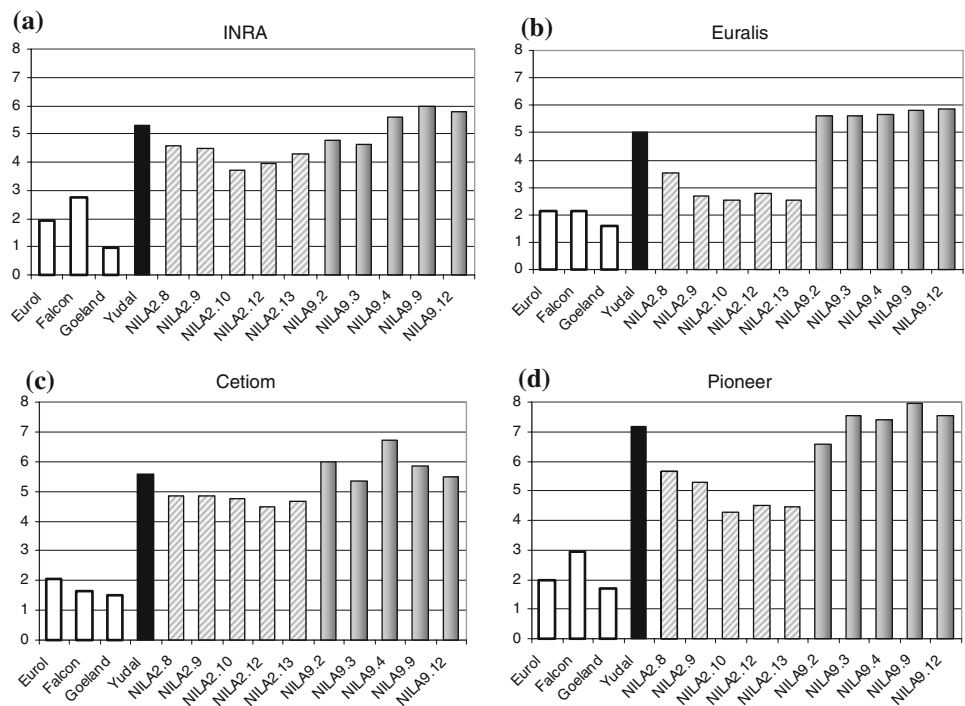 (a)
INRA
8
7
6
5
4
3
2
1
0
Eurol
Falcon
Goeland
Yudal
NILA2.8
NILA2.9
NILA2.10
NILA2.12
NILA2.13
NILA9.2
NILA9.3
NILA9.4
NILA9.9
NILA9.12
(b)
Euralis
8
7
6
5
4
3
2
1
0
Eurol
Falcon
Goeland
Yudal
NILA2.8
NILA2.9
NILA2.10
NILA2.12
NILA2.13
NILA9.2
NILA9.3
NILA9.4
NILA9.9
NILA9.12
(c)
Cetiom
8
7
6
5
4
3
2
1
0
Eurol
Falcon
Goeland
Yudal
NILA2.8
NILA2.9
NILA2.10
NILA2.12
NILA2.13
NILA9.2
NILA9.3
NILA9.4
NILA9.9
NILA9.12
(d)
Pioneer
8
7
6
5
4
3
2
1
0
Eurol
Falcon
Goeland
Yudal
NILA2.8
NILA2.9
NILA2.10
NILA2.12
NILA2.13
NILA9.2
NILA9.3
NILA9.4
NILA9.9
NILA9.12